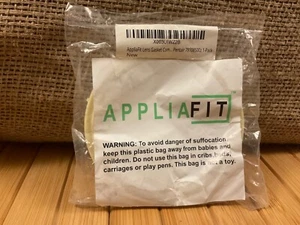 APPLIAFIT
WARNING: To avoid danger of suffocation
keep this plastic bag away from babies and
children. Do not use this bag in cribs, beds,
carriages or play pens. This bag is not a toy.